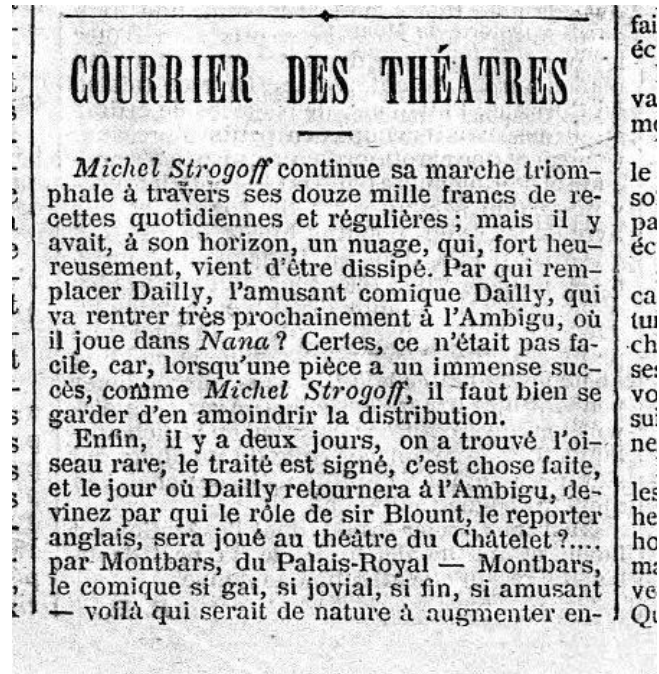 COURRIER DES THÉATRES
Michel Strogoff continue sa marche triom-
phale à travers ses douze mille francs de re-
cettes quotidiennes et régulières; mais il y
avait, à son horizon, un nuage, qui, fort heu-
reusement, vient d'être dissipé. Par qui rem-
placer Dailly, l'amusant comique Dailly, qui
va rentrer très prochainement à l'Ambigu, où
il joue dans Nana? Certes, ce n'était pas fa-
cile, car, lorsqu'une pièce a un immense suc-
cès, comme Michel Strogoff, il faut bien se
garder d'en amoindrir la distribution.
Enfin, il y a deux jours, on a trouvé l'oi-
seau rare; le traité est signé, c'est chose faite,
et le jour où Dailly retournera à l'Ambigu, de-
vinez par qui le rôle de sir Blount, le reporter
anglais, sera joué au théâtre du Châtelet?....
par Montbars, du Palais-Royal — Montbars,
le comique si gai, si jovial, si fin, si amusant
— voilà qui serait de nature à augmenter en-